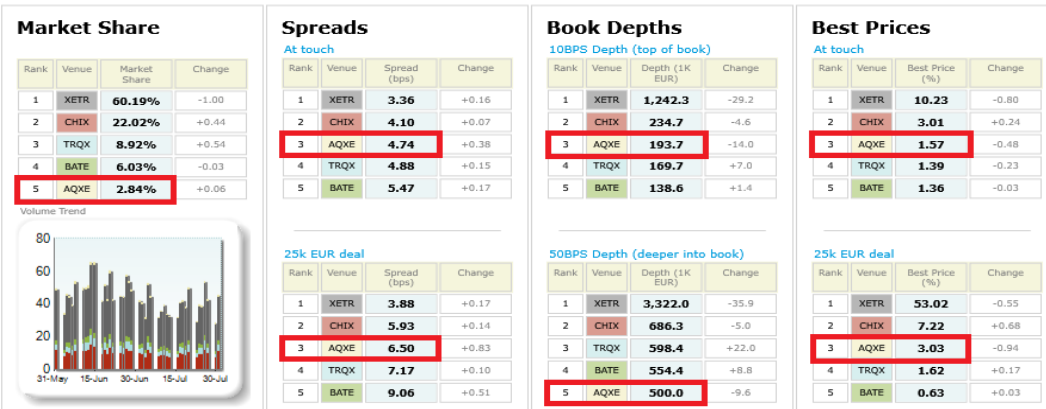 Market Share
Rank Venue Market Share Change
1 XETR 60.19% -1.00
2 CHIX 22.02% +0.44
3 TRQX 8.92% +0.54
4 BATE 6.03% -0.03
5 AQXE 2.84% +0.06
Volume Trend
80
60
40
20
0
31-May 15-Jun 30-Jun 15-Jul 30-Jul
Spreads
At touch
Rank Venue Spread (bps) Change
1 XETR 3.36 +0.16
2 CHIX 4.10 +0.07
3 AQXE 4.74 +0.38
4 TRQX 4.88 +0.15
5 BATE 5.47 +0.17
25k EUR deal
Rank Venue Spread (bps) Change
1 XETR 3.88 +0.17
2 CHIX 5.93 +0.14
3 AQXE 6.50 +0.83
4 TRQX 7.17 +0.10
5 BATE 9.06 +0.51
Book Depths
10BPS Depth (top of book)
Rank Venue Depth (1K EUR) Change
1 XETR 1,242.3 -29.2
2 CHIX 234.7 -4.6
3 AQXE 193.7 -14.0
4 TRQX 169.7 +7.0
5 BATE 138.6 +1.4
50BPS Depth (deeper into book)
Rank Venue Depth (1K EUR) Change
1 XETR 3,322.0 -35.9
2 CHIX 686.3 -5.0
3 TRQX 598.4 +22.0
4 BATE 554.4 +8.8
5 AQXE 500.0 -9.6
Best Prices
At touch
Rank Venue Best Price (%) Change
1 XETR 10.23 -0.80
2 CHIX 3.01 +0.24
3 AQXE 1.57 -0.48
4 TRQX 1.39 -0.23
5 BATE 1.36 -0.03
25k EUR deal
Rank Venue Best Price (%) Change
1 XETR 53.02 -0.55
2 CHIX 7.22 +0.68
3 AQXE 3.03 -0.94
4 TRQX 1.62 +0.17
5 BATE 0.63 +0.03